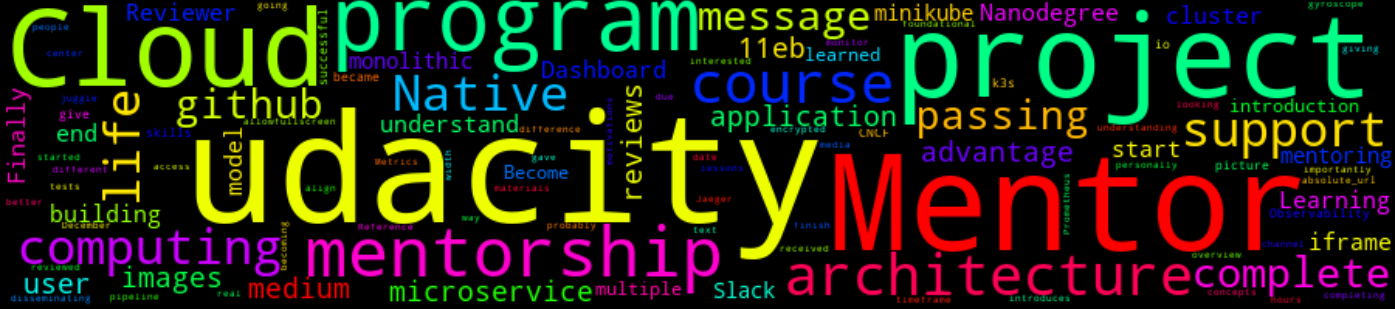 Cloud
program
project
udacity
Mentor
mentorship
architecture
message
minikube
Nanodegree
cluster
gyroscope
going
Reviewer
people
center
successful
monolithic
became
Dashboard
interested
11eb
learned
monitor
foundational
io
giving
k3s
course
Native
github
life
Finally
give
end
skills
allowfullscreen
understand
difference
reviews
due
application
encrypted
CNCF
media
passing
looking
introduction
understanding
support
advantage
start
personally
picture
mentoring
importantly
absolute_url
Learning
Observability
started
different
access
model
align
Metrics
width
gave
Become
materials
date
lessons
Jaeger
Prometheus
tests
better
building
December
way
probably
Reference
text
finish
received
channel
iframe
overview
computing
becoming
reviewed
user
images
disseminating
pipeline
real
medium
microservice
multiple
Slack
timeframe
introduces
concepts
hours
complete
completing